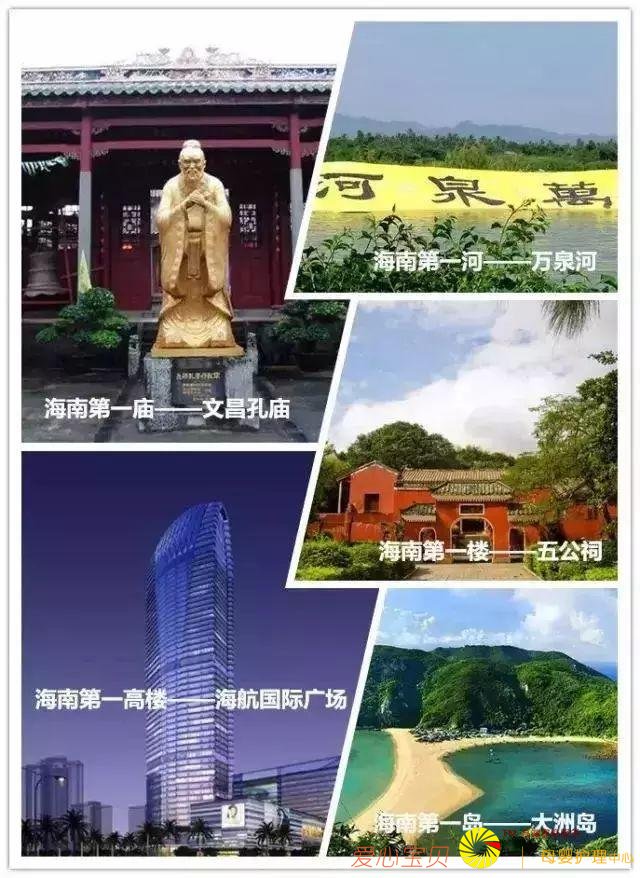 海南第一庙——文昌孔庙
河泉萬
海南第一河——万泉河
海南第一楼——五公祠
海南第一高楼——海航国际广场
海南第一岛——大洲岛
爱心宝贝
母婴护理中心